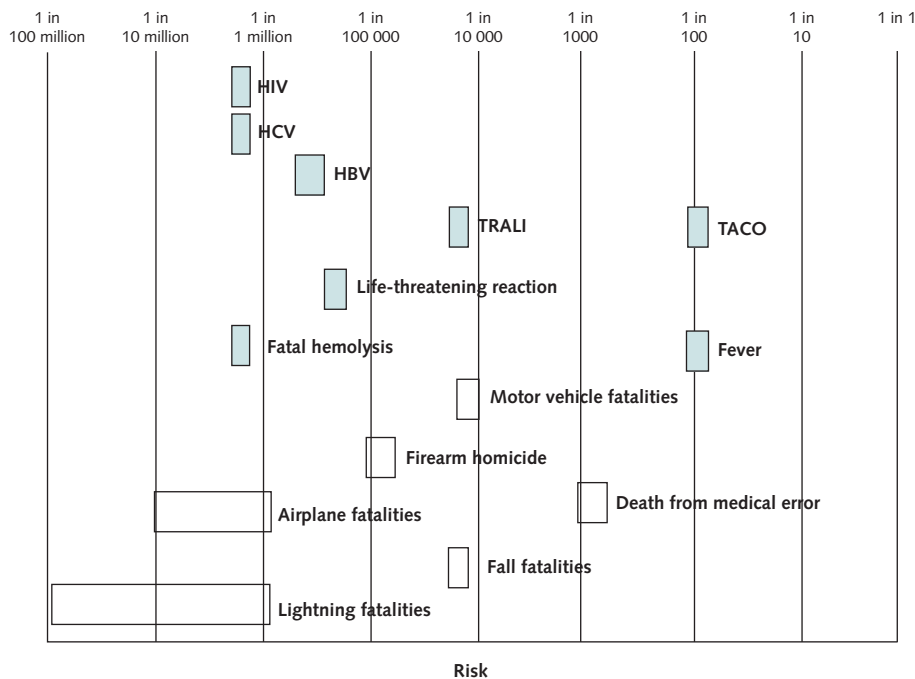 1 in
100 million
1 in
10 million
1 in
1 million
1 in
100 000
1 in
10 000
1 in
1000
1 in
100
1 in
10
1 in 1
HIV
HCV
HBV
TRALI
TACO
Life-threatening reaction
Fatal hemolysis
Fever
Motor vehicle fatalities
Firearm homicide
Death from medical error
Airplane fatalities
Fall fatalities
Lightning fatalities
Risk